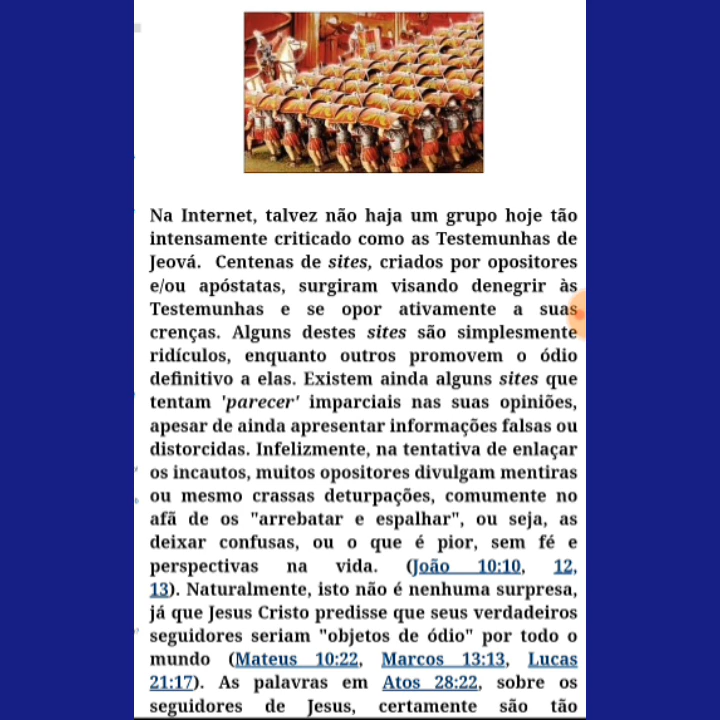 Na Internet, talvez não haja um grupo hoje tão
intensamente criticado como as Testemunhas de
Jeová. Centenas de sites, criados por opositores
e/ou apóstatas, surgiram visando denegrir às
Testemunhas e se opor ativamente a suas
crenças. Alguns destes sites são simplesmente
ridículos, enquanto outros promovem o ódio
definitivo a elas. Existem ainda alguns sites que
tentam 'parecer' imparciais nas suas opiniões,
apesar de ainda apresentar informações falsas ou
distorcidas. Infelizmente, na tentativa de enlaçar
os incautos, muitos opositores divulgam mentiras
ou mesmo crassas deturpações, comumente no
afã de os "arrebatar e espalhar", ou seja, as
deixar confusas, ou o que é pior, sem fé e
perspectivas na vida. (João 10:10, 12,
13). Naturalmente, isto não é nenhuma surpresa,
já que Jesus Cristo predisse que seus verdadeiros
seguidores seriam "objetos de ódio" por todo o
mundo (Mateus 10:22, Marcos 13:13, Lucas
21:17). As palavras em Atos 28:22, sobre os
seguidores de Jesus, certamente são tão